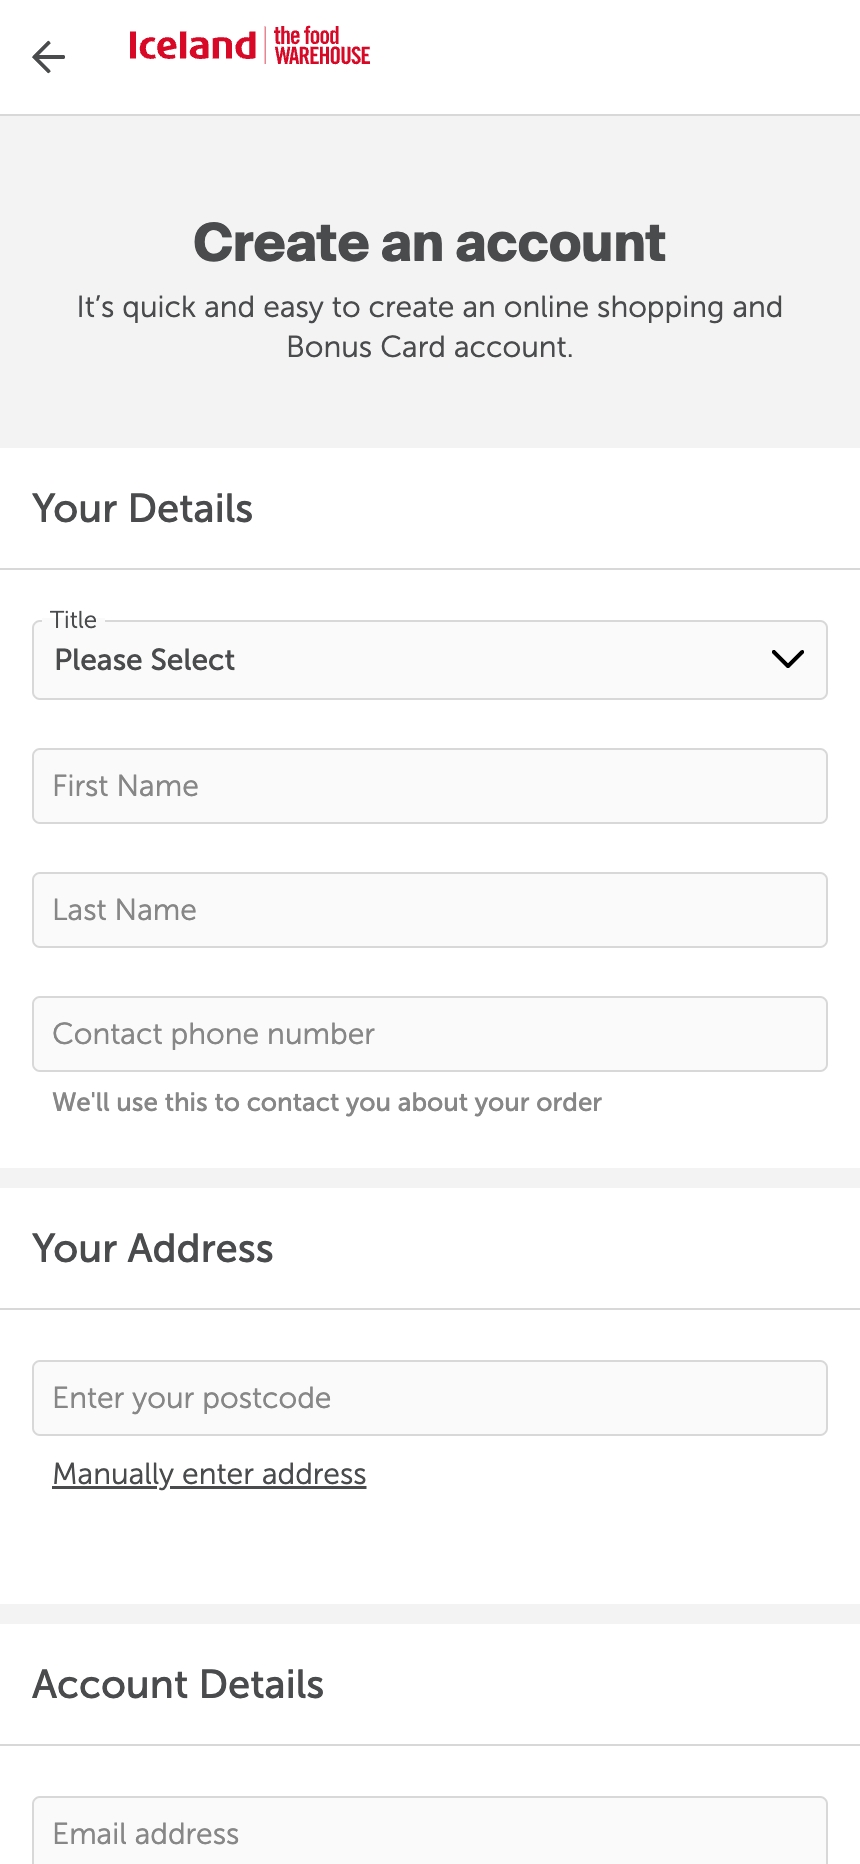 Iceland the food WAREHOUSE
Create an account
It’s quick and easy to create an online shopping and
Bonus Card account.
Your Details
Title
Please Select
First Name
Last Name
Contact phone number
We'll use this to contact you about your order
Your Address
Enter your postcode
Manually enter address
Account Details
Email address